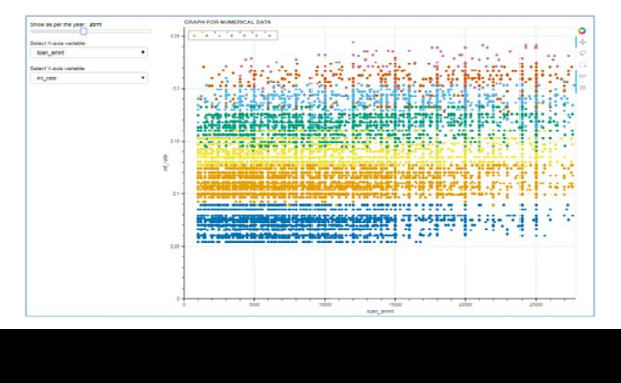 Show as per the year: 2011
Select X-axis variable
loan_amnt
Select Y-axis variable
int_rate
GRAPH FOR NUMERICAL DATA
0.25
0.2
0.15
0.1
0.05
0
int_rate
0
5000
10000
15000
20000
25000
loan_amnt